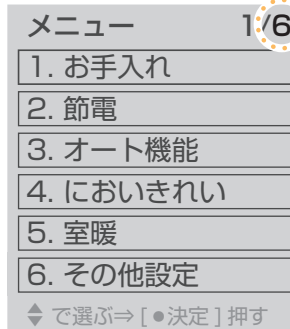 メニュー 1/6
1. お手入れ
2. 節電
3. オート機能
4. においきれい
5. 室暖
6. その他設定
♦ で選ぶ⇒ [ ●決定 ] 押す